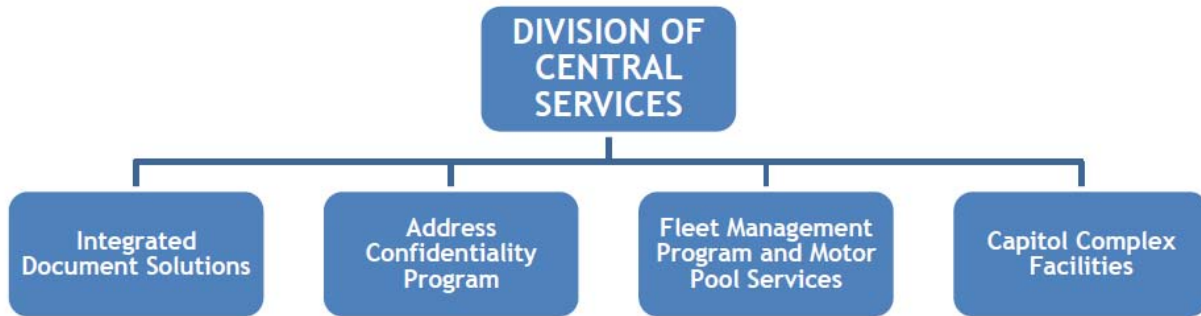 DIVISION OF
CENTRAL
SERVICES
Integrated
Document Solutions
Address
Confidentiality
Program
Fleet Management
Program and Motor
Pool Services
Capitol Complex
Facilities